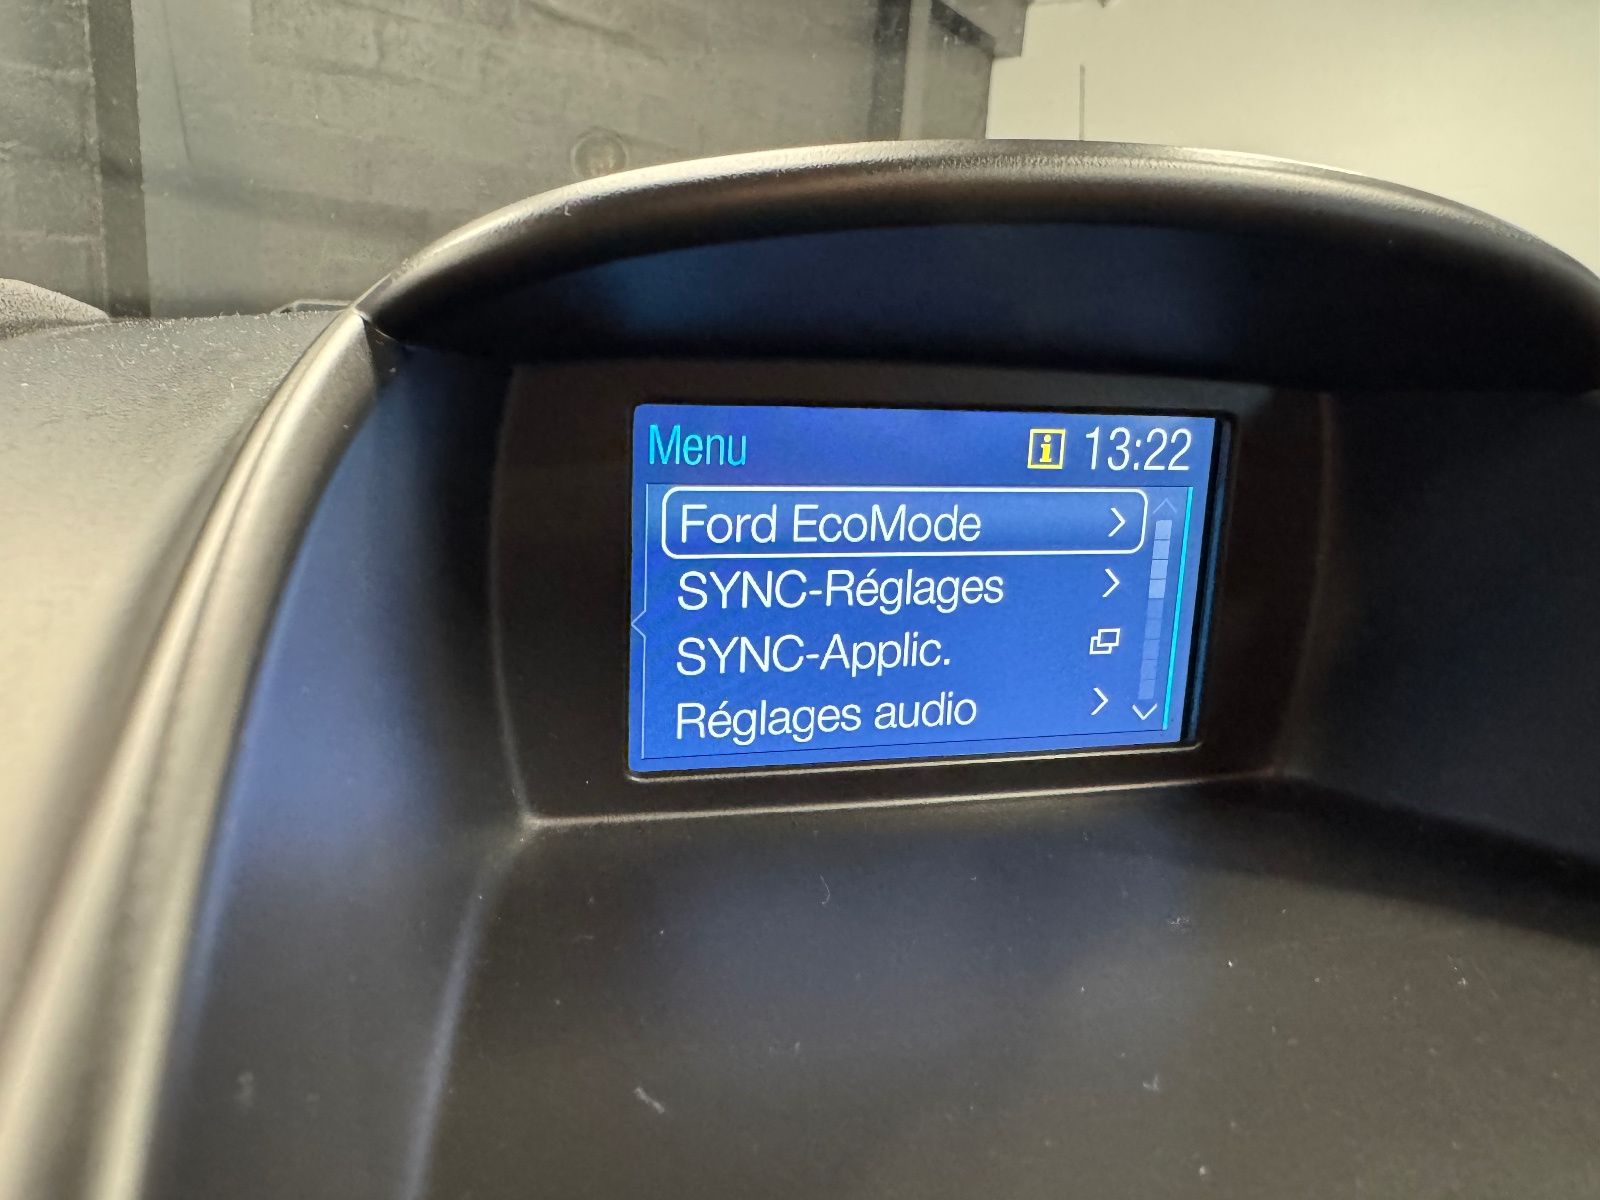 Menu i 13:22
Ford EcoMode
SYNC-Réglages
SYNC-Applic.
Réglages audio